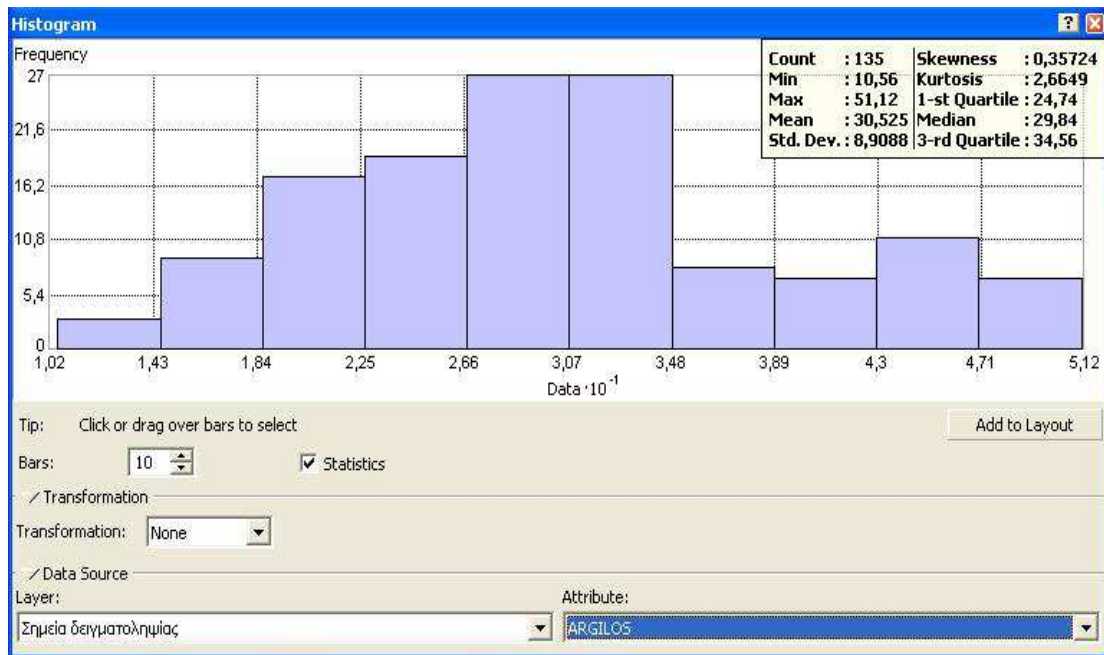 Histogram
Frequency
Count : 135 Skewness : 0,35724
Min : 10,56 Kurtosis : 2,6649
Max : 51,12 1-st Quartile : 24,74
Mean : 30,525 Median : 29,84
Std. Dev. : 8,9088 3-rd Quartile : 34,56
27
21,6
16,2
10,8
5,4
0
1,02 1,43 1,84 2,25 2,66 3,07 3,48 3,89 4,3 4,71 5,12
Data ·10⁻¹
Tip: Click or drag over bars to select
Add to Layout
Bars: 10 Statistics
Transformation
Transformation: None
Data Source
Layer: Attribute:
Σημεία δειγματοληψίας ARGILOS